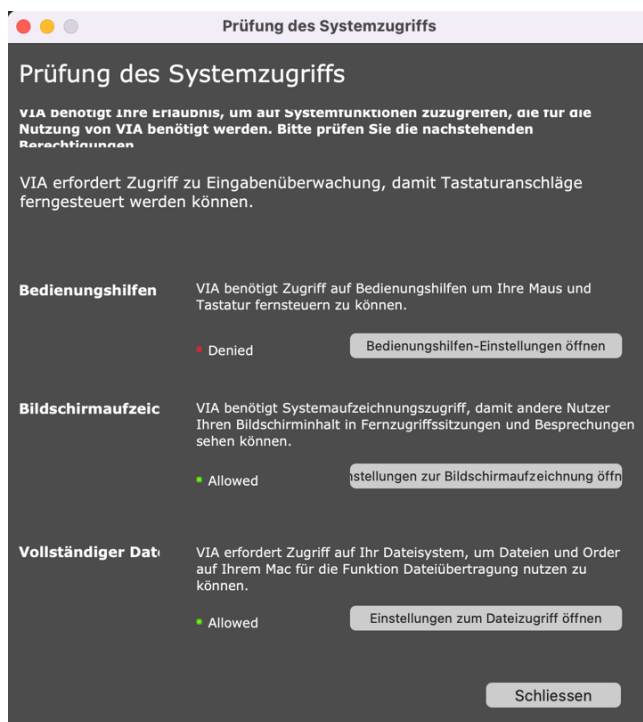 Prüfung des Systemzugriffs
Prüfung des Systemzugriffs
VIA benötigt Ihre Erlaubnis, um auf Systemfunktionen zuzugreifen, die für die
Nutzung von VIA benötigt werden. Bitte prüfen Sie die nachstehenden
Berechtigungen
VIA erfordert Zugriff zu Eingabenüberwachung, damit Tastaturanschläge
ferngesteuert werden können.
Bedienungshilfen
VIA benötigt Zugriff auf Bedienungshilfen um Ihre Maus und
Tastatur fernsteuern zu können.
Denied
Bedienungshilfen-Einstellungen öffnen
Bildschirmaufzeic
VIA benötigt Systemaufzeichnungszugriff, damit andere Nutzer
Ihren Bildschirminhalt in Fernzugriffssitzungen und Besprechungen
sehen können.
Allowed
nstellungen zur Bildschirmaufzeichnung öffn
Vollständiger Date
VIA erfordert Zugriff auf Ihr Dateisystem, um Dateien und Order
auf Ihrem Mac für die Funktion Dateiübertragung nutzen zu
können.
Allowed
Einstellungen zum Dateizugriff öffnen
Schliessen